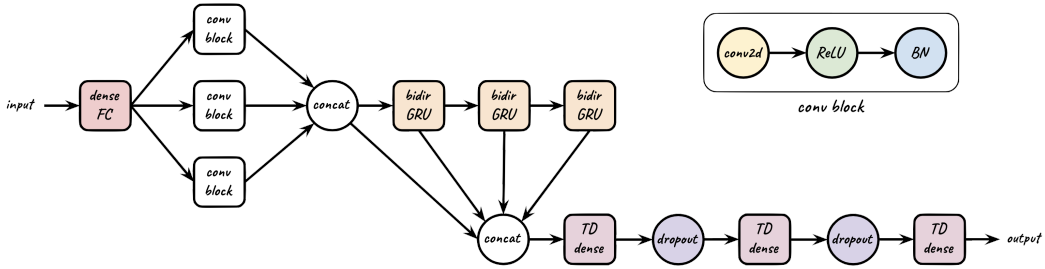 conv
block
input
dense
FC
conv
block
concat
bidir
GRU
bidir
GRU
bidir
GRU
conv
block
conv2d
ReLU
BN
conv block
concat
TD
dense
dropout
TD
dense
dropout
TD
dense
output